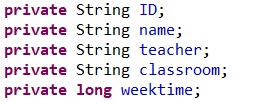 private String ID;
private String name;
private String teacher;
private String classroom;
private long weektime;